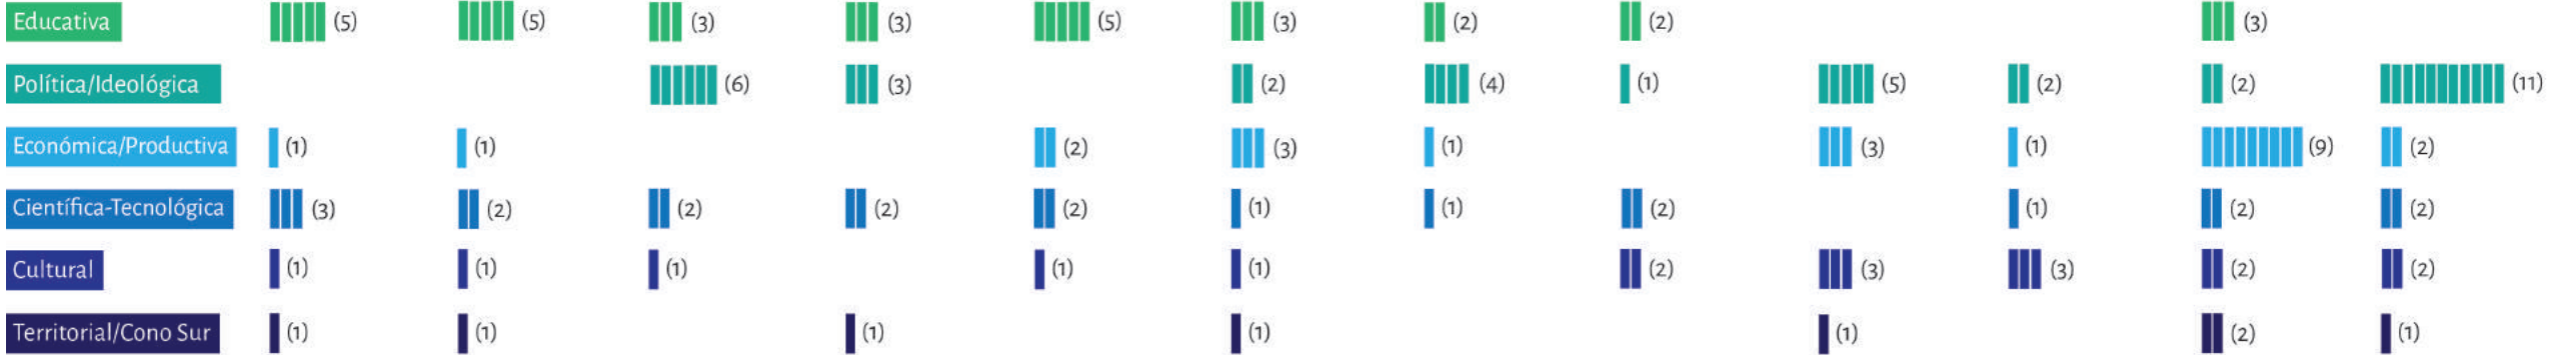 Educativa (5) (5) (3) (3) (5) (3) (2) (2) (3)
Política/Ideológica (6) (3) (2) (4) (1) (5) (2) (2) (11)
Económica/Productiva (1) (1) (2) (3) (1) (3) (1) (9) (2)
Científica-Tecnológica (3) (2) (2) (2) (2) (1) (1) (2) (1) (2) (2)
Cultural (1) (1) (1) (1) (1) (2) (3) (3) (2) (2)
Territorial/Cono Sur (1) (1) (1) (1) (1) (2) (1)